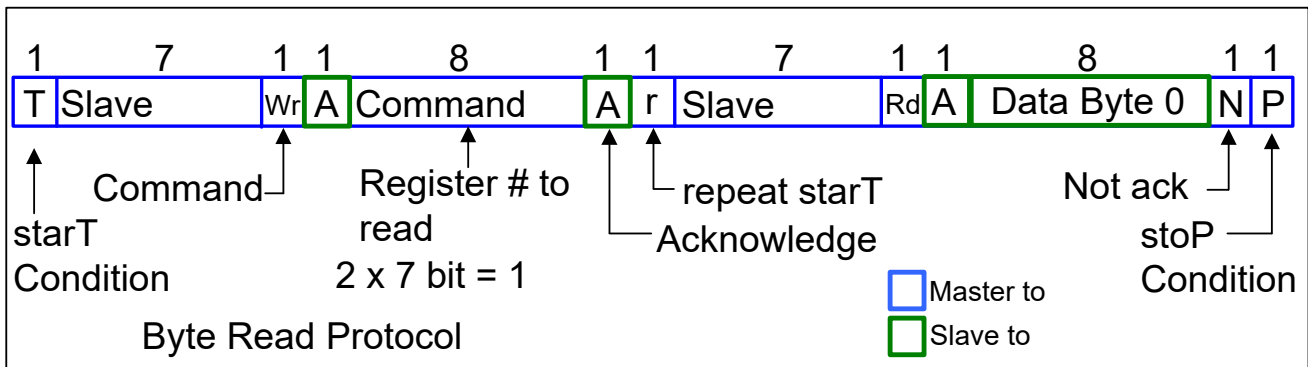 1 7 1 1 8 1 1 7 1 1 8 1 1
T Slave Wr A Command A r Slave Rd A Data Byte 0 N P
Command
Register # to
read
2 x 7 bit = 1
repeat starT
Acknowledge
Not ack
starT
Condition
stoP
Condition
Master to
Slave to
Byte Read Protocol